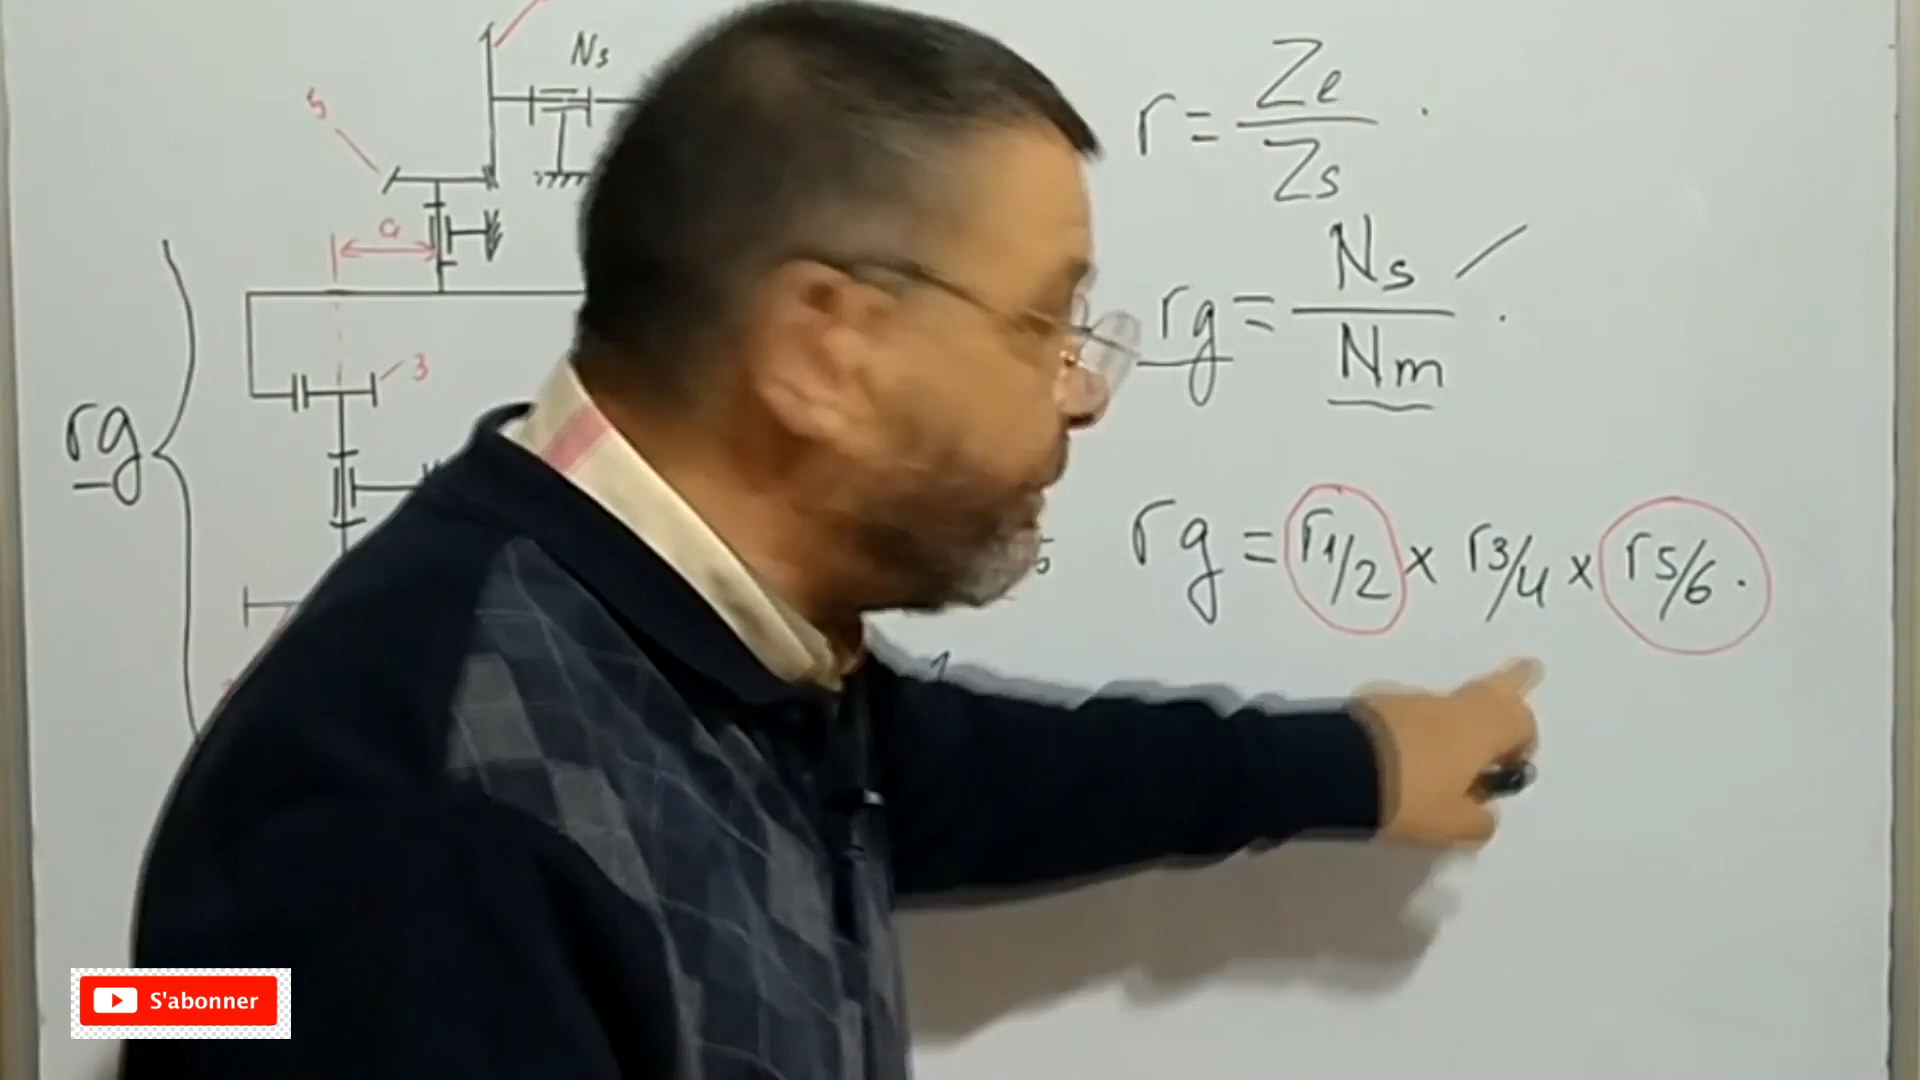 Ns
5
a
3
rg
r = Ze / Zs .
rg = Ns / Nm .
rg = r1/2 x r3/4 x r5/6 .
S'abonner